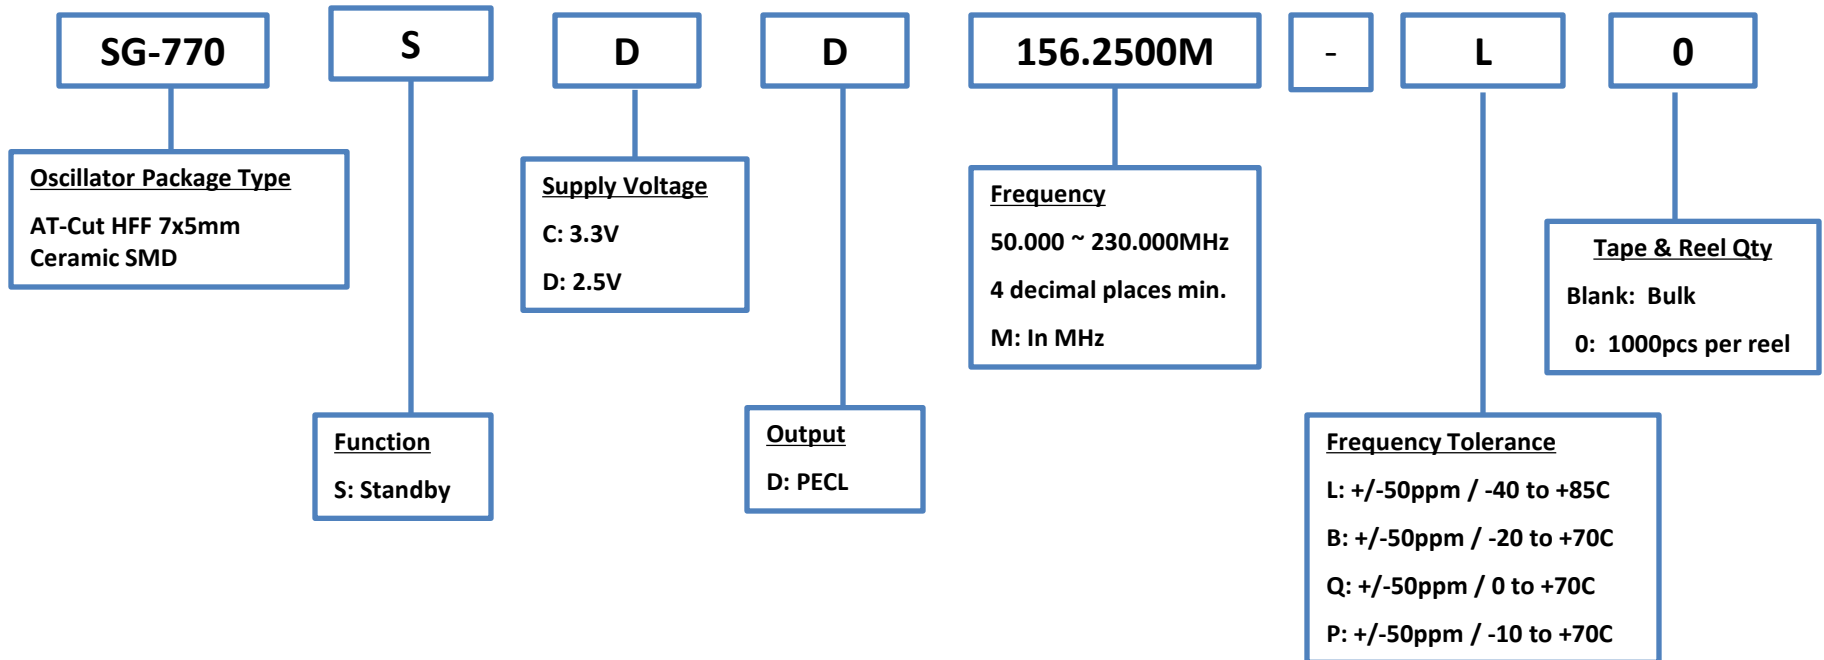 SG-770
S
D
D
156.2500M
-
L
0
Oscillator Package Type
AT-Cut HFF 7x5mm
Ceramic SMD
Function
S: Standby
Supply Voltage
C: 3.3V
D: 2.5V
Output
D: PECL
Frequency
50.000 ~ 230.000MHz
4 decimal places min.
M: In MHz
Frequency Tolerance
L: +/-50ppm / -40 to +85C
B: +/-50ppm / -20 to +70C
Q: +/-50ppm / 0 to +70C
P: +/-50ppm / -10 to +70C
Tape & Reel Qty
Blank: Bulk
0: 1000pcs per reel